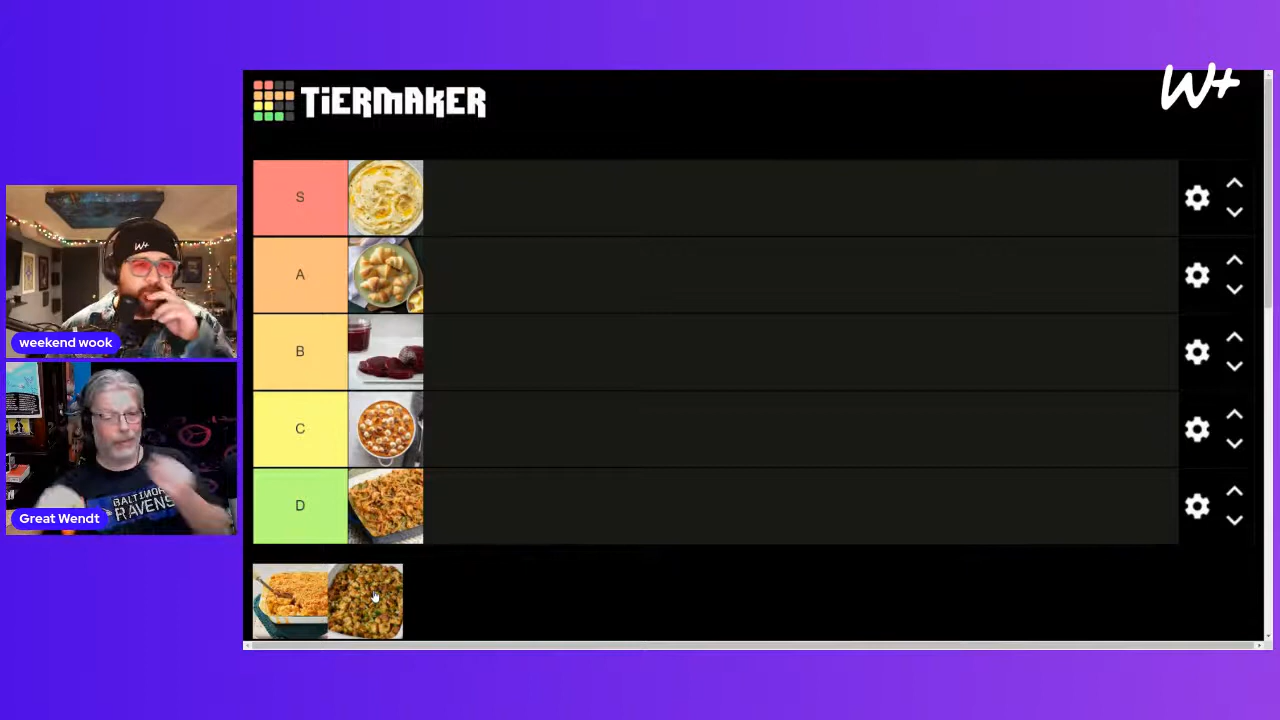 W+
TiERMAKER
S
A
B
C
D
W+
weekend wook
BALTIMORE
RAVENS
Great Wendt